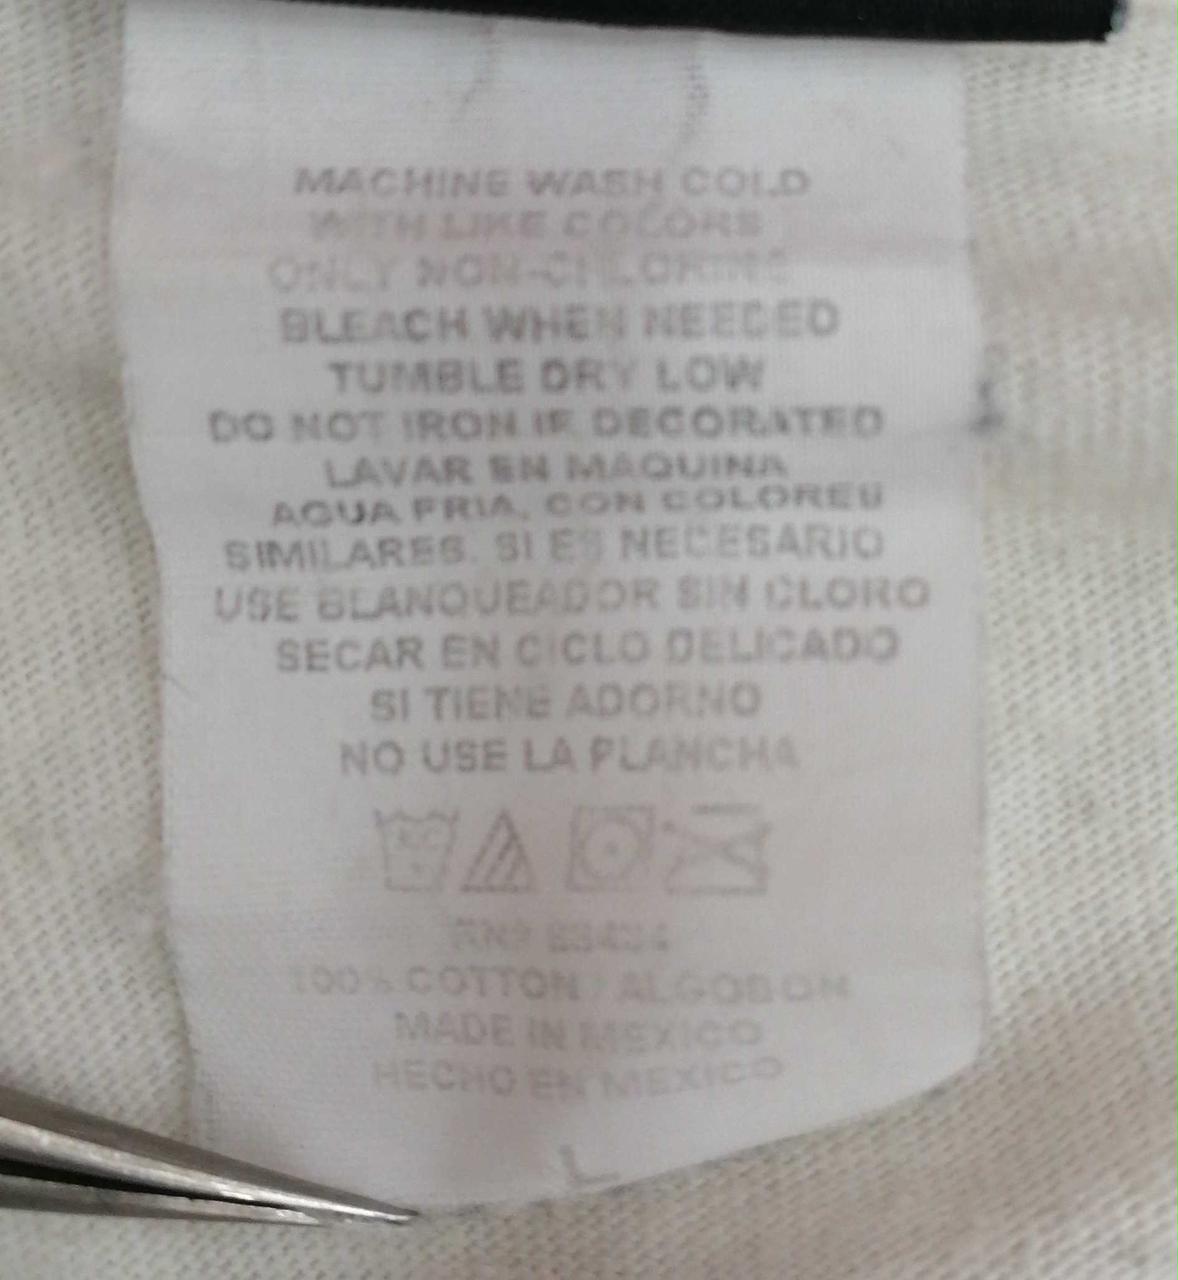 MACHINE WASH COLD
WITH LIKE COLORS
ONLY NON-CHLORINE
BLEACH WHEN NEEDED
TUMBLE DRY LOW
DO NOT IRON IF DECORATED
LAVAR EN MAQUINA
AGUA FRIA, CON COLORES
SIMILARES. SI ES NECESARIO
USE BLANQUEADOR SIN CLORO
SECAR EN CICLO DELICADO
SI TIENE ADORNO
NO USE LA PLANCHA
100% COTTON / ALGODON
MADE IN MEXICO
HECHO EN MEXICO
L